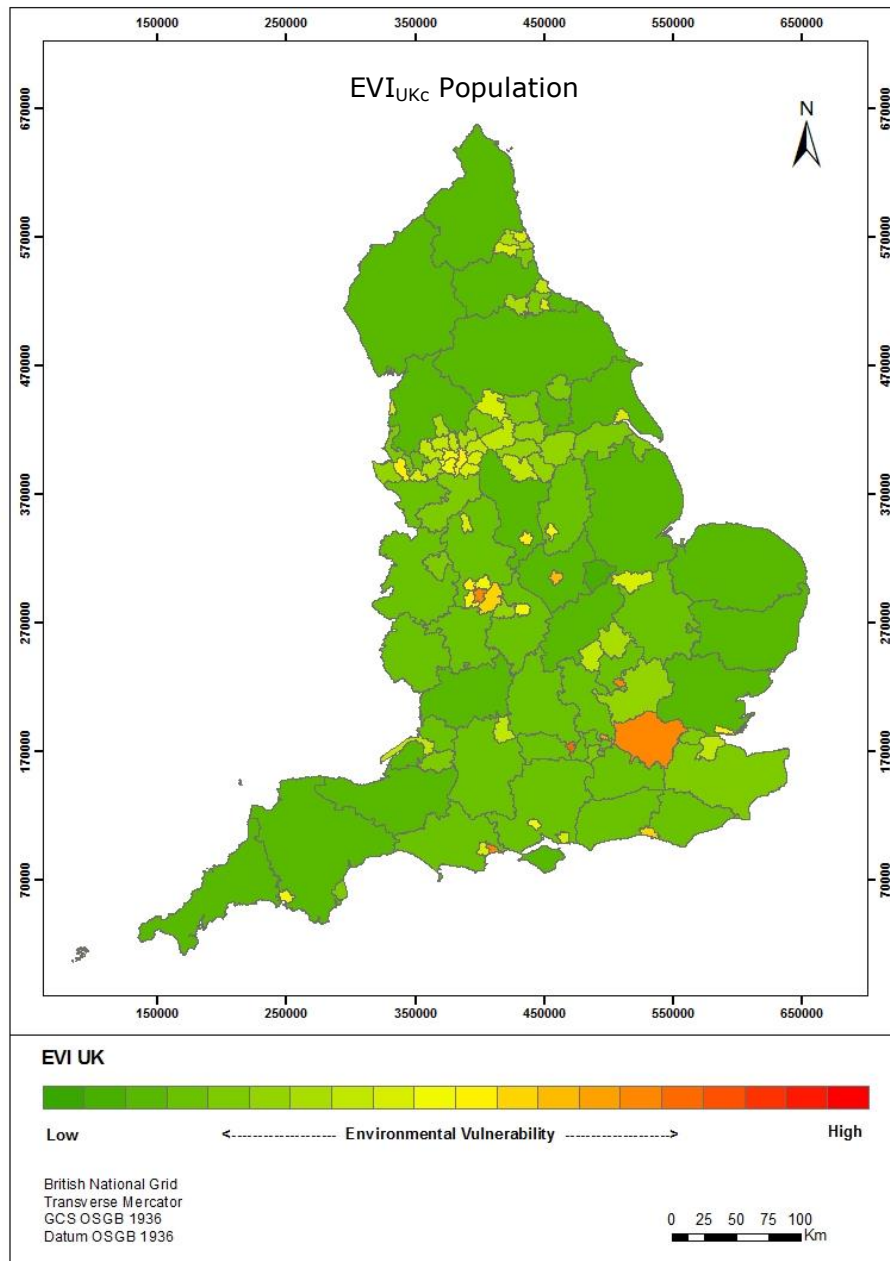 150000 250000 350000 450000 550000 650000
EVIUKc Population
N
670000
670000
570000
570000
470000
470000
370000
370000
270000
270000
170000
170000
70000
70000
150000 250000 350000 450000 550000 650000
EVI UK
Low <----------------- Environmental Vulnerability -----------------> High
British National Grid
Transverse Mercator
GCS OSGB 1936
Datum OSGB 1936
0 25 50 75 100
Km